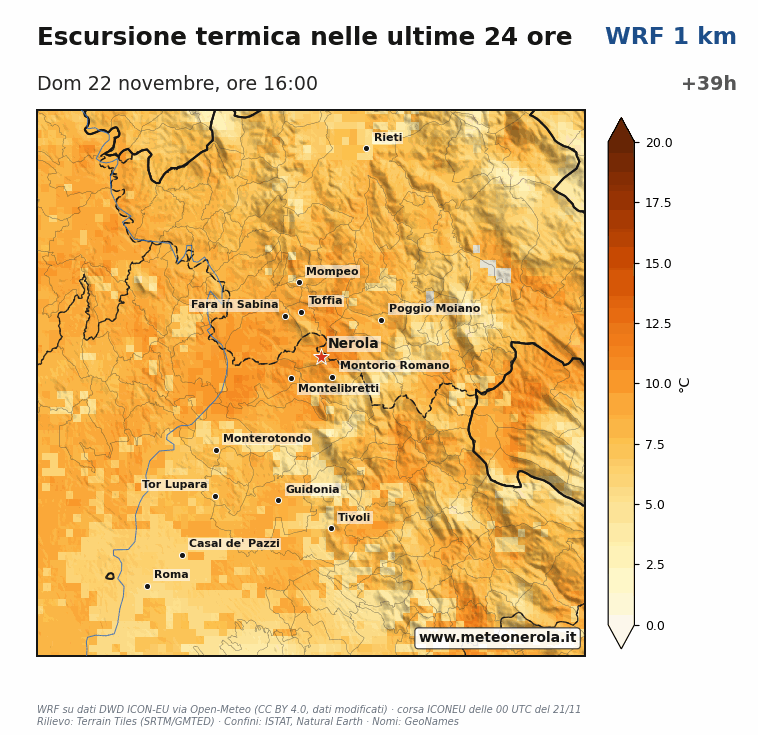 Escursione termica nelle ultime 24 ore
WRF 1 km
Dom 22 novembre, ore 16:00
+39h
Rieti
Mompeo
Fara in Sabina
Toffia
Poggio Moiano
Nerola
Montorio Romano
Montelibretti
Monterotondo
Tor Lupara
Guidonia
Tivoli
Casal de' Pazzi
Roma
www.meteonerola.it
20.0
17.5
15.0
12.5
10.0
7.5
5.0
2.5
0.0
°C
WRF su dati DWD ICON-EU via Open-Meteo (CC BY 4.0, dati modificati) · corsa ICONEU delle 00 UTC del 21/11
Rilievo: Terrain Tiles (SRTM/GMTED) · Confini: ISTAT, Natural Earth · Nomi: GeoNames